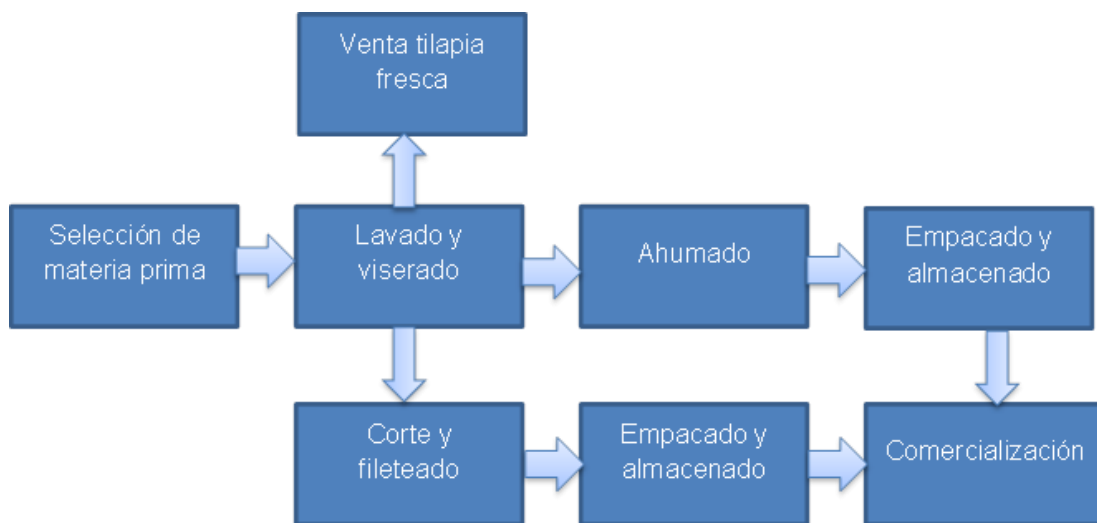 Venta tilapia
fresca
Selección de
materia prima
Lavado y
viserado
Ahumado
Empacado y
almacenado
Corte y
fileteado
Empacado y
almacenado
Comercialización